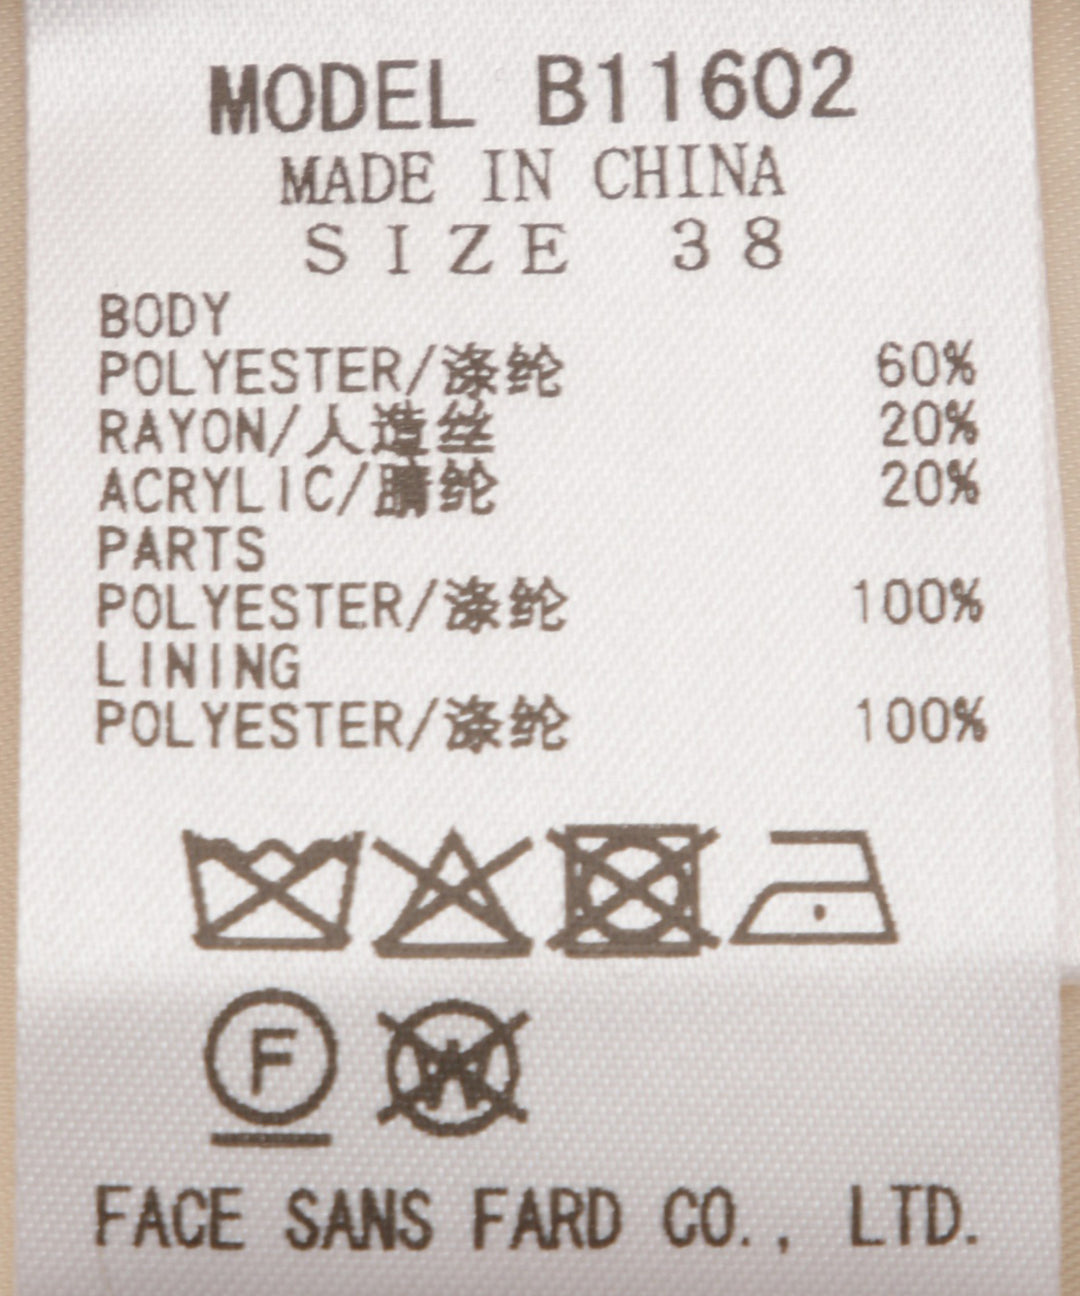 MODEL B11602
MADE IN CHINA
SIZE 38
BODY
POLYESTER/涤纶 60%
RAYON/人造丝 20%
ACRYLIC/腈纶 20%
PARTS
POLYESTER/涤纶 100%
LINING
POLYESTER/涤纶 100%
F W
FACE SANS FARD CO., LTD.